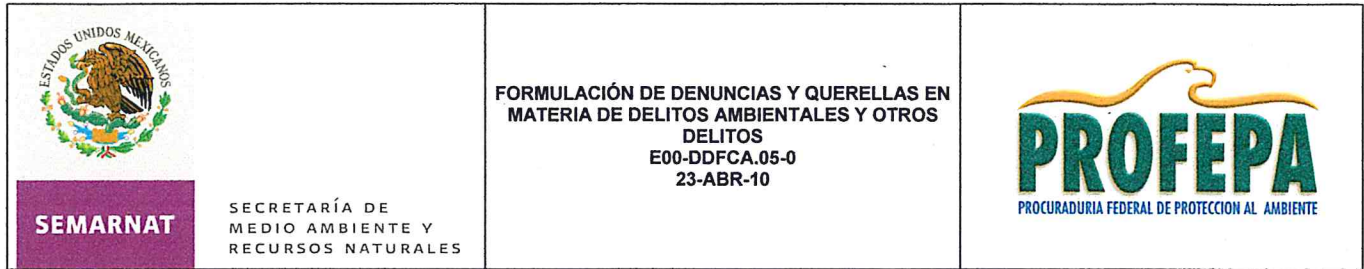 ESTADOS UNIDOS MEXICANOS
SEMARNAT
SECRETARÍA DE
MEDIO AMBIENTE Y
RECURSOS NATURALES
FORMULACIÓN DE DENUNCIAS Y QUERELLAS EN
MATERIA DE DELITOS AMBIENTALES Y OTROS
DELITOS
E00-DDFCA.05-0
23-ABR-10
PROFEPA
PROCURADURIA FEDERAL DE PROTECCION AL AMBIENTE